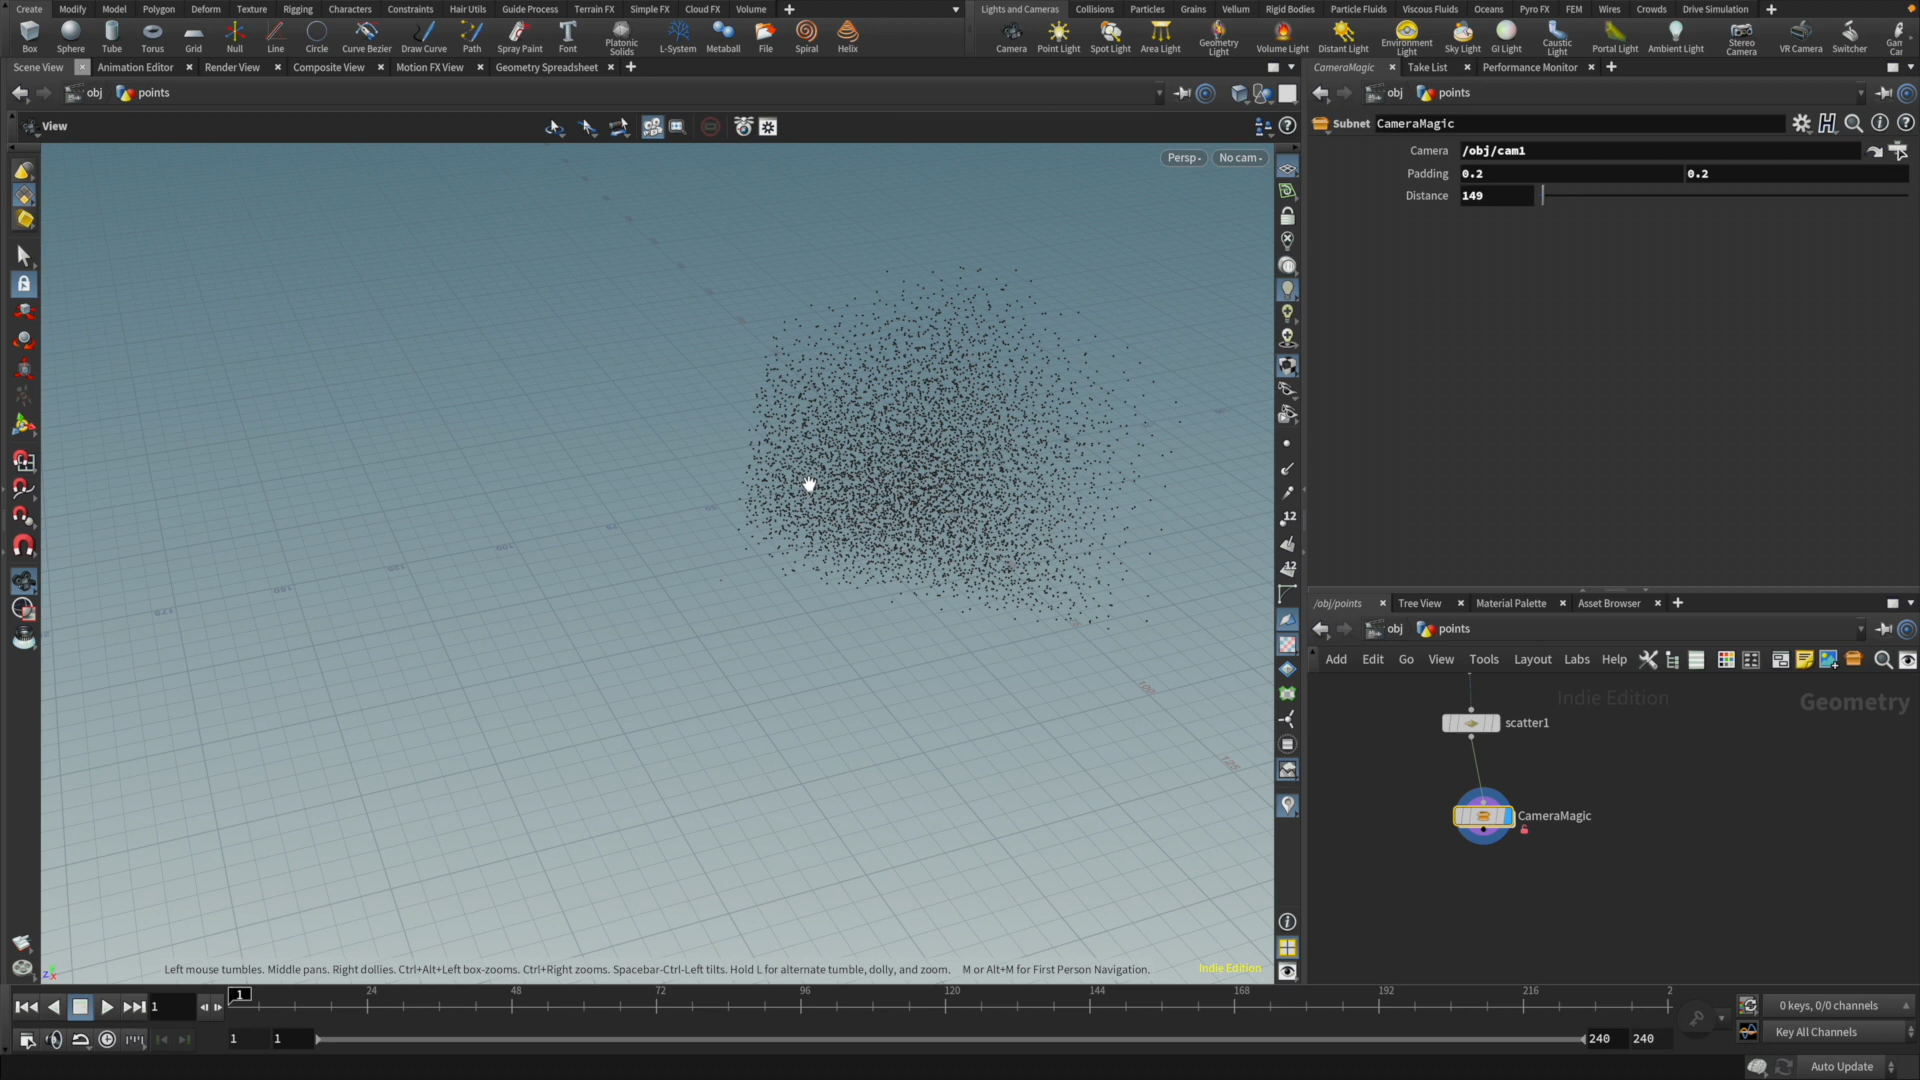 Create Modify Model Polygon Deform Texture Rigging Characters Constraints Hair Utils Guide Process Terrain FX Simple FX Cloud FX Volume
Lights and Cameras Collisions Particles Grains Vellum Rigid Bodies Particle Fluids Viscous Fluids Oceans Pyro FX FEM Wires Crowds Drive Simulation
Box Sphere Tube Torus Grid Null Line Circle Curve Bezier Draw Curve Path Spray Paint Font Platonic Solids L-System Metaball File Spiral Helix
Camera Point Light Spot Light Area Light Geometry Light Volume Light Distant Light Environment Light Sky Light GI Light Caustic Light Portal Light Ambient Light Stereo Camera VR Camera Switcher
Scene View Animation Editor Render View Composite View Motion FX View Geometry Spreadsheet
CameraMagic Take List Performance Monitor
obj points
obj points
View
Subnet CameraMagic
Persp No cam
Camera /obj/cam1
Padding 0.2 0.2
Distance 149
/obj/points Tree View Material Palette Asset Browser
obj points
Add Edit Go View Tools Layout Labs Help
Indie Edition
Geometry
scatter1
CameraMagic
Left mouse tumbles. Middle pans. Right dollies. Ctrl+Alt+Left box-zooms. Ctrl+Right zooms. Spacebar-Ctrl-Left tilts. Hold L for alternate tumble, dolly, and zoom. M or Alt+M for First Person Navigation.
Indie Edition
1 1 24 48 72 96 120 144 168 192 216 2
0 keys, 0/0 channels
1 1 240 240
Key All Channels
Auto Update